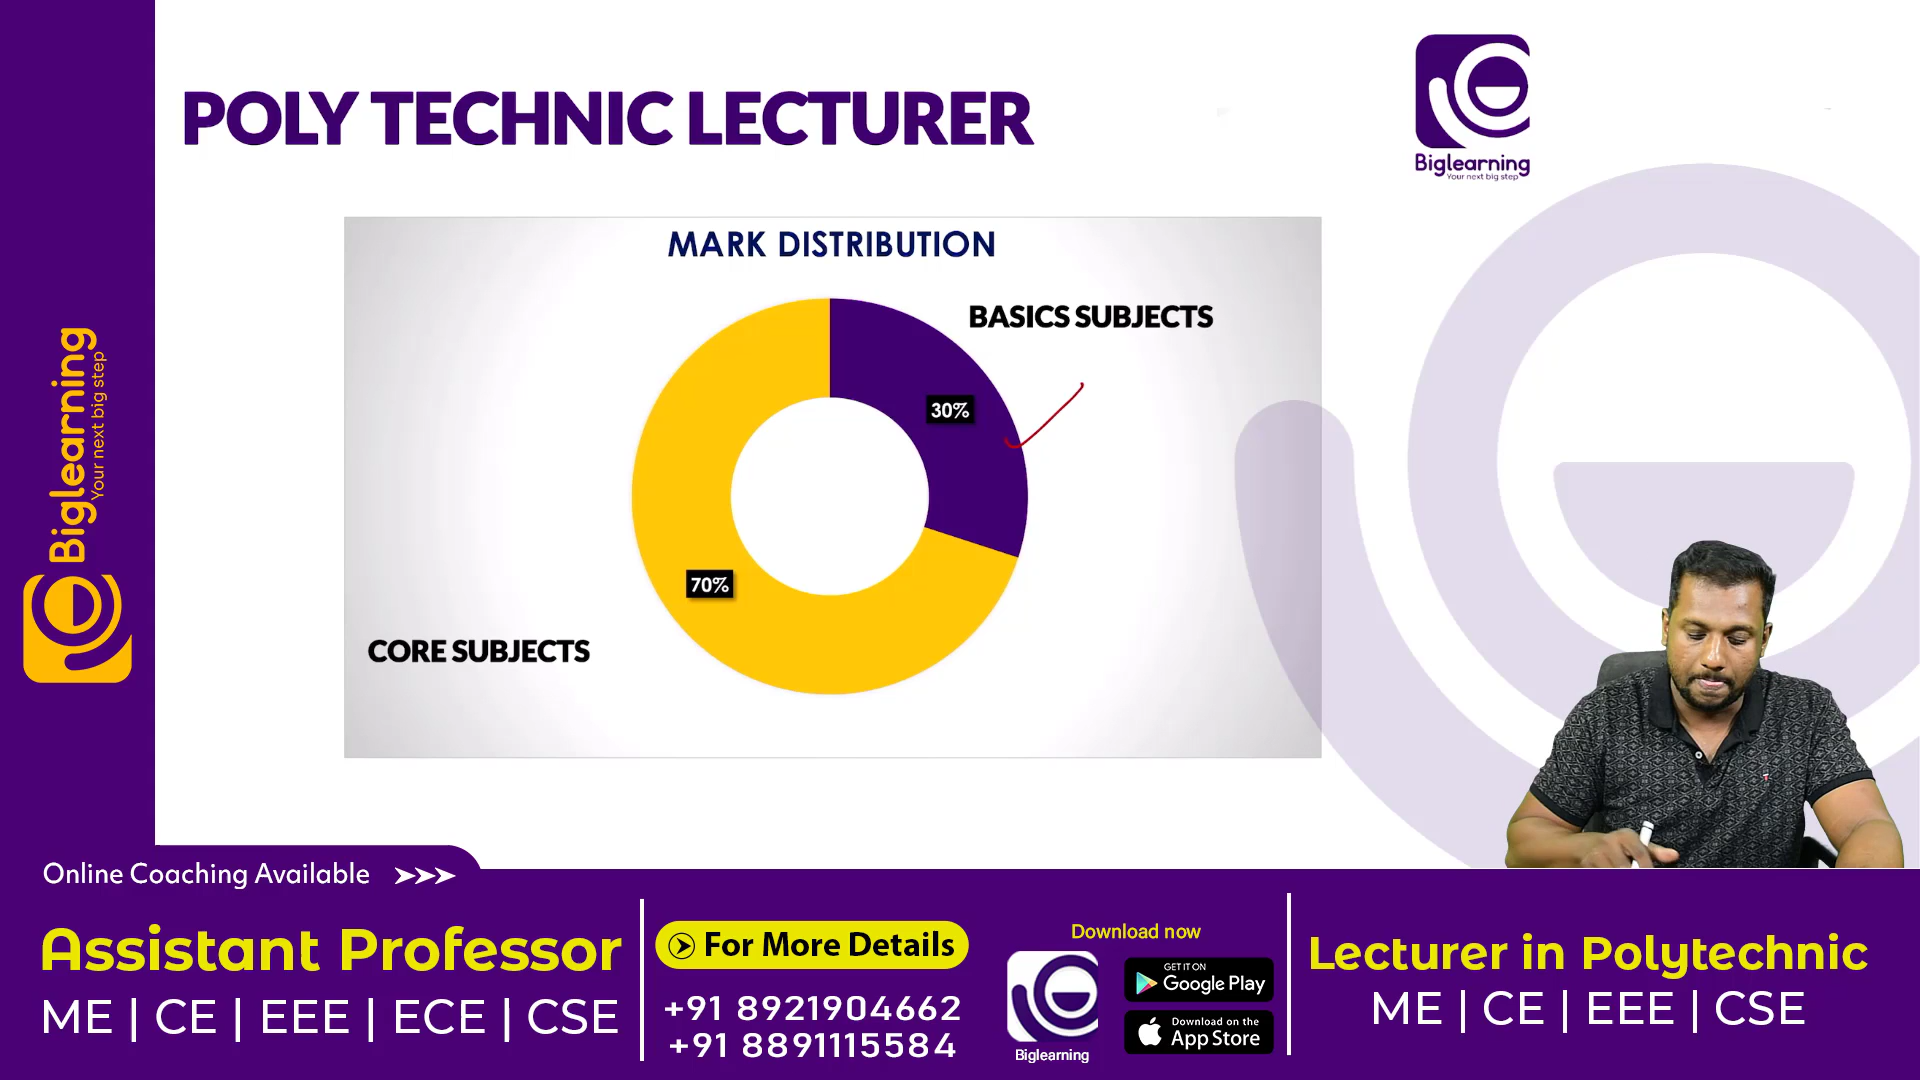 POLY TECHNIC LECTURER
Biglearning
Your next big step
MARK DISTRIBUTION
BASICS SUBJECTS
30%
70%
CORE SUBJECTS
Biglearning
Your next big step
Online Coaching Available
Assistant Professor
ME | CE | EEE | ECE | CSE
For More Details
+91 8921904662
+91 8891115584
Download now
Biglearning
GET IT ON
Google Play
Download on the
App Store
Lecturer in Polytechnic
ME | CE | EEE | CSE